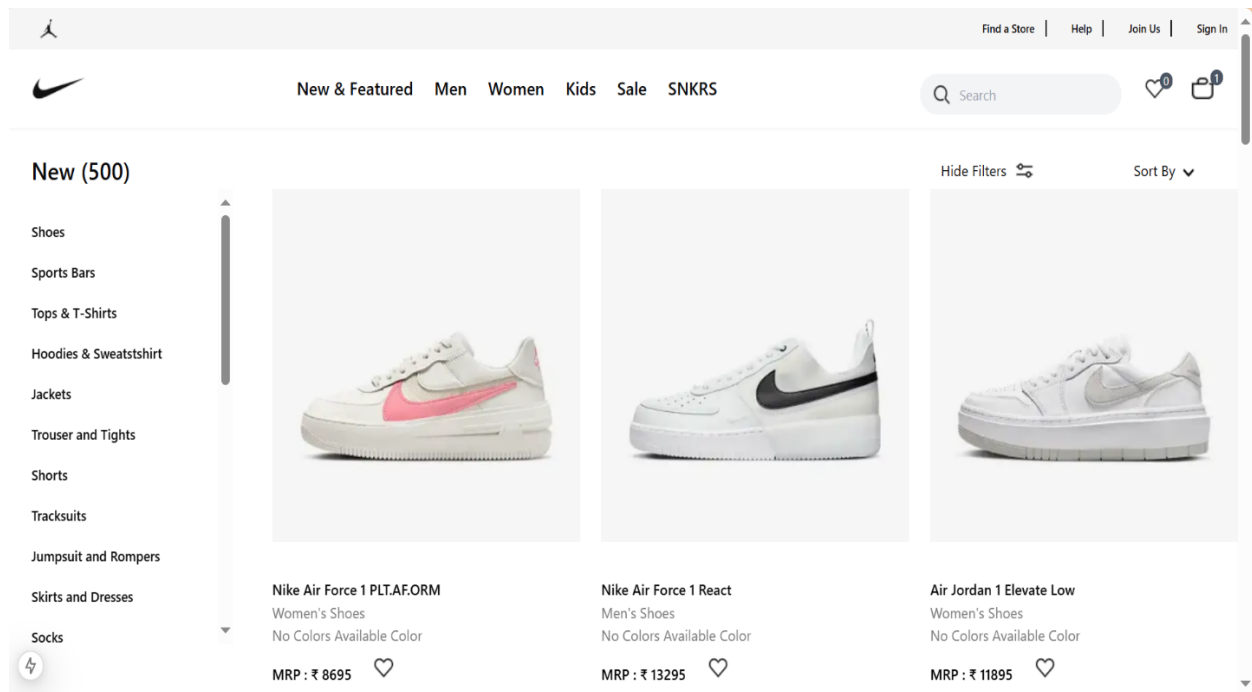 Find a Store Help Join Us Sign In
New & Featured Men Women Kids Sale SNKRS Search 0 1
New (500) Hide Filters Sort By
Shoes
Sports Bars
Tops & T-Shirts
Hoodies & Sweatstshirt
Jackets
Trouser and Tights
Shorts
Tracksuits
Jumpsuit and Rompers
Skirts and Dresses
Socks
Nike Air Force 1 PLT.AF.ORM
Women's Shoes
No Colors Available Color
MRP : ₹ 8695
Nike Air Force 1 React
Men's Shoes
No Colors Available Color
MRP : ₹ 13295
Air Jordan 1 Elevate Low
Women's Shoes
No Colors Available Color
MRP : ₹ 11895